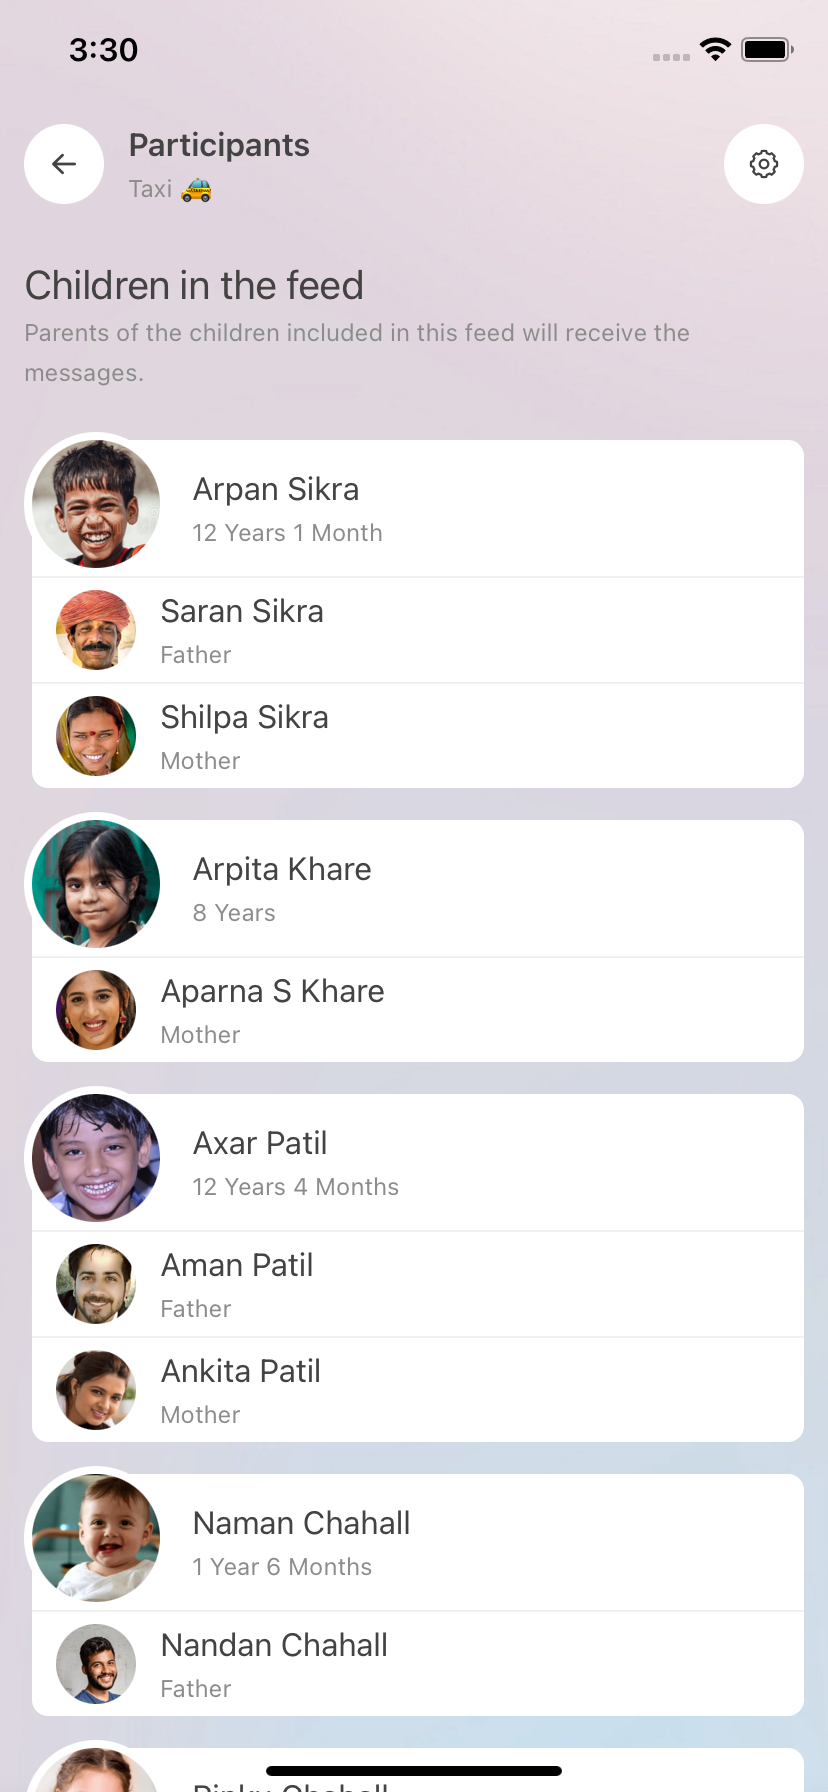 3:30
Participants
Taxi 🚕
Children in the feed
Parents of the children included in this feed will receive the
messages.
Arpan Sikra
12 Years 1 Month
Saran Sikra
Father
Shilpa Sikra
Mother
Arpita Khare
8 Years
Aparna S Khare
Mother
Axar Patil
12 Years 4 Months
Aman Patil
Father
Ankita Patil
Mother
Naman Chahall
1 Year 6 Months
Nandan Chahall
Father